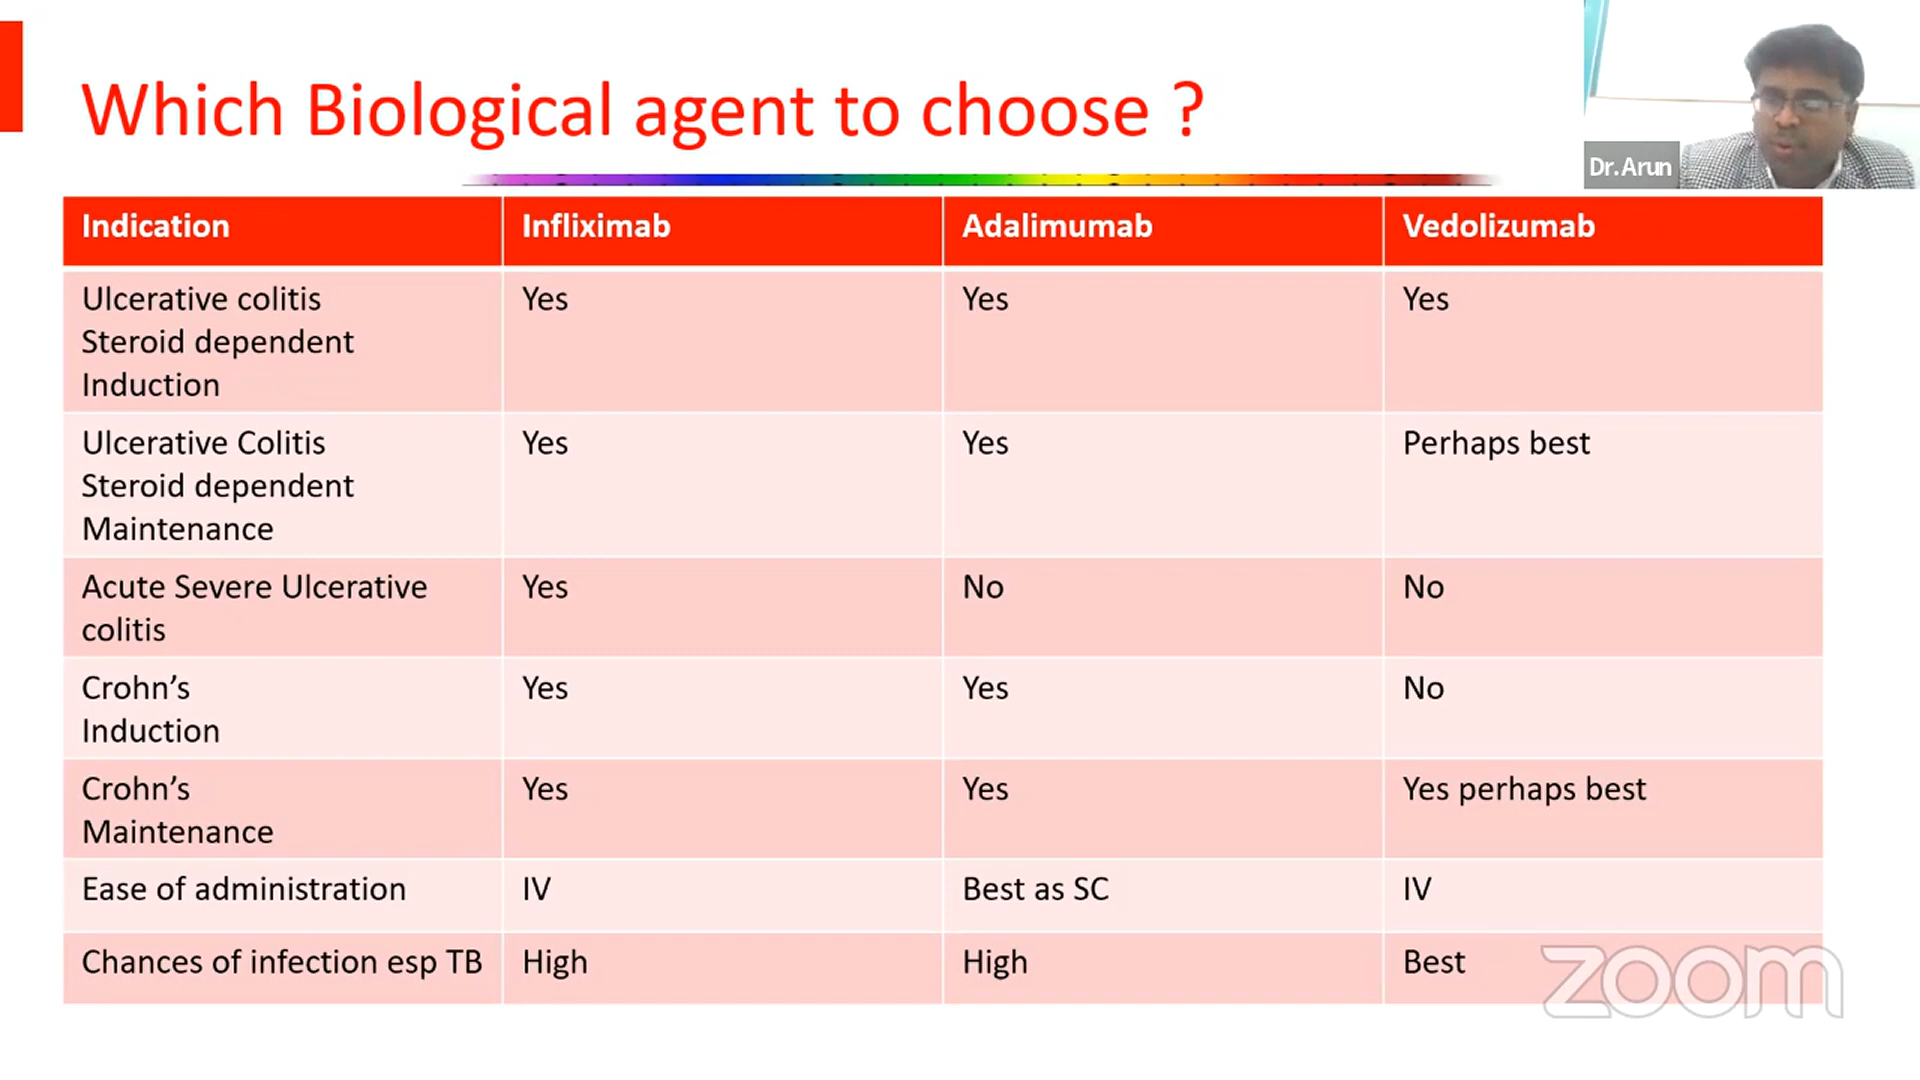 Which Biological agent to choose ?
Dr.Arun
Indication Infliximab Adalimumab Vedolizumab
Ulcerative colitis Yes Yes Yes
Steroid dependent
Induction
Ulcerative Colitis Yes Yes Perhaps best
Steroid dependent
Maintenance
Acute Severe Ulcerative Yes No No
colitis
Crohn’s Yes Yes No
Induction
Crohn’s Yes Yes Yes perhaps best
Maintenance
Ease of administration IV Best as SC IV
Chances of infection esp TB High High Best
zoom